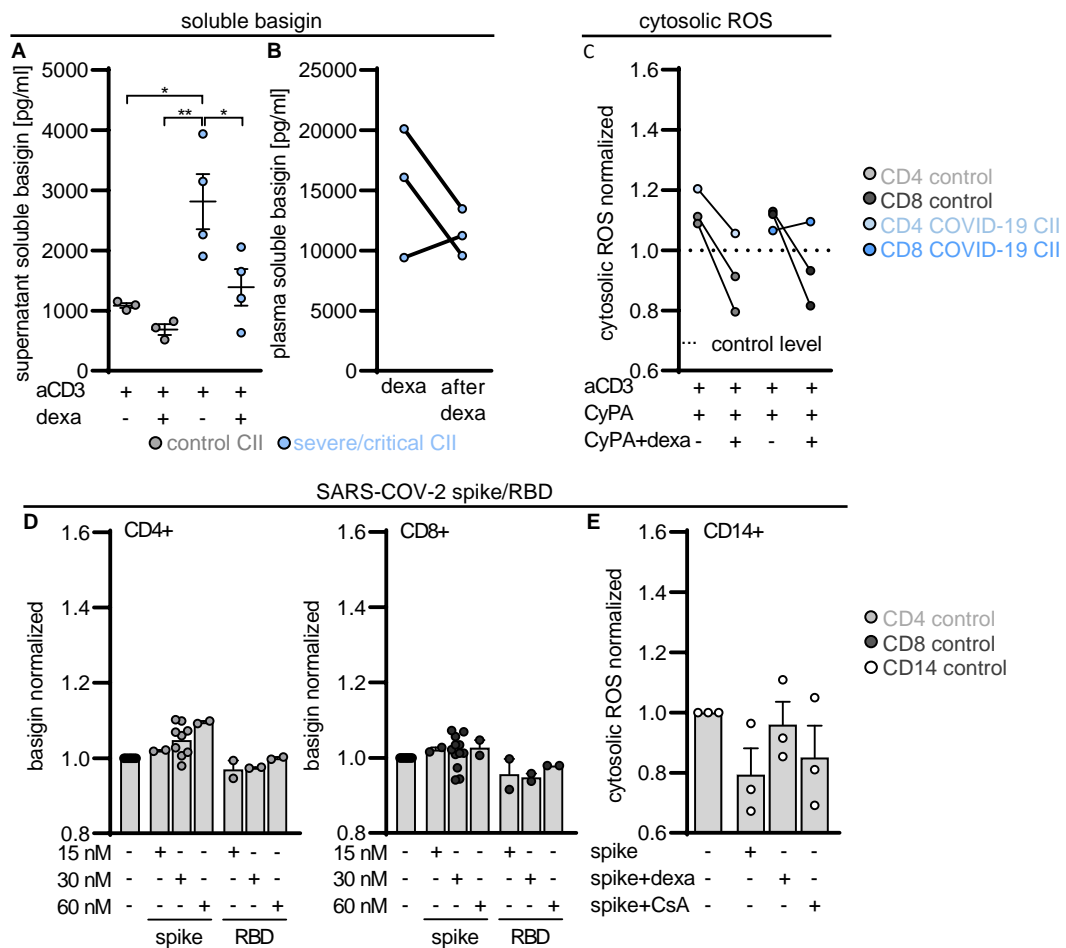 soluble basigin
cytosolic ROS
A
supernatant soluble basigin [pg/ml]
5000
4000
3000
2000
1000
0
*
**
*
aCD3 + + + +
dexa - + - +
B
plasma soluble basigin [pg/ml]
25000
20000
15000
10000
5000
0
dexa
after
dexa
control CII
severe/critical CII
C
cytosolic ROS normalized
1.6
1.4
1.2
1.0
0.8
0.6
control level
aCD3 + + + +
CyPA + + + +
CyPA+dexa - + - +
CD4 control
CD8 control
CD4 COVID-19 CII
CD8 COVID-19 CII
SARS-COV-2 spike/RBD
D
CD4+
basigin normalized
1.6
1.4
1.2
1.0
0.8
15 nM - + - - + - -
30 nM - - + - - + -
60 nM - - - + - - +
spike RBD
CD8+
basigin normalized
1.6
1.4
1.2
1.0
0.8
15 nM - + - - + - -
30 nM - - + - - + -
60 nM - - - + - - +
spike RBD
E
CD14+
cytosolic ROS normalized
1.6
1.4
1.2
1.0
0.8
0.6
spike - + - -
spike+dexa - - + -
spike+CsA - - - +
CD4 control
CD8 control
CD14 control